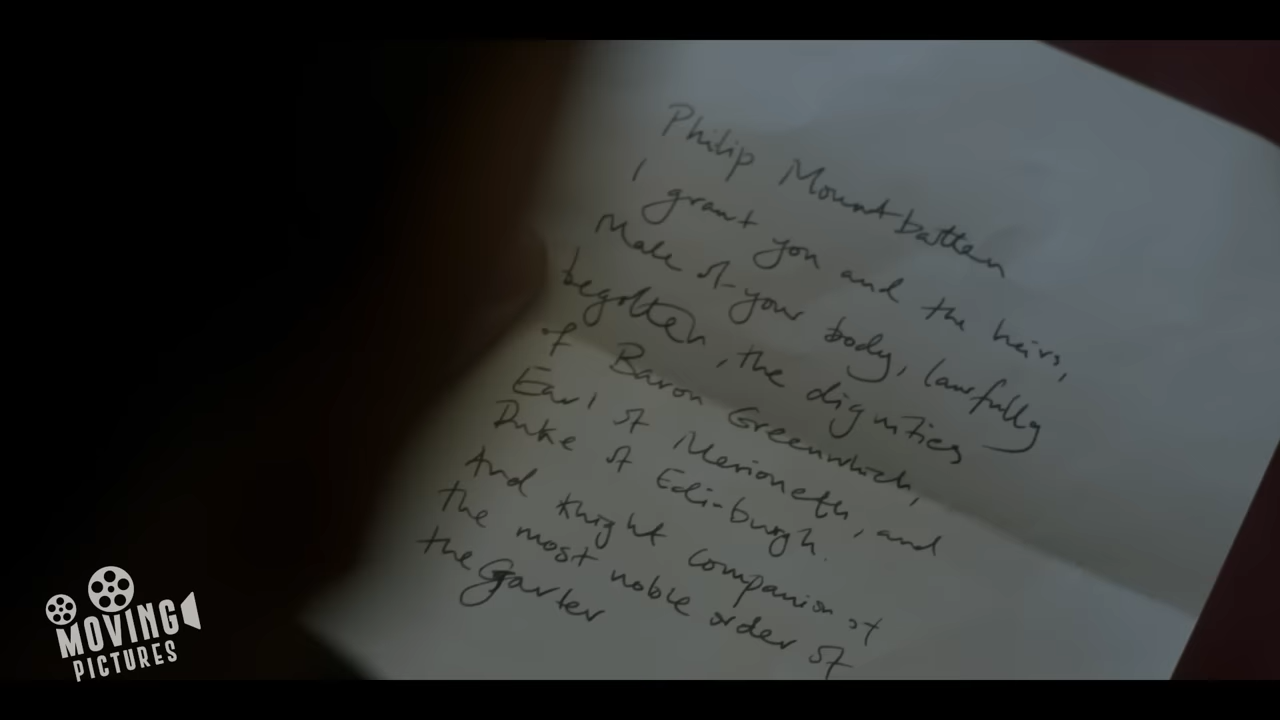 Philip Mountbatten
I grant you and the heirs,
Male of your body, lawfully
begotten, the dignities
of Baron Greenwhich,
Earl of Merioneth, and
Duke of Edinburgh.
And Knight companion of
the most noble order of
the Garter
MOVING
PICTURES